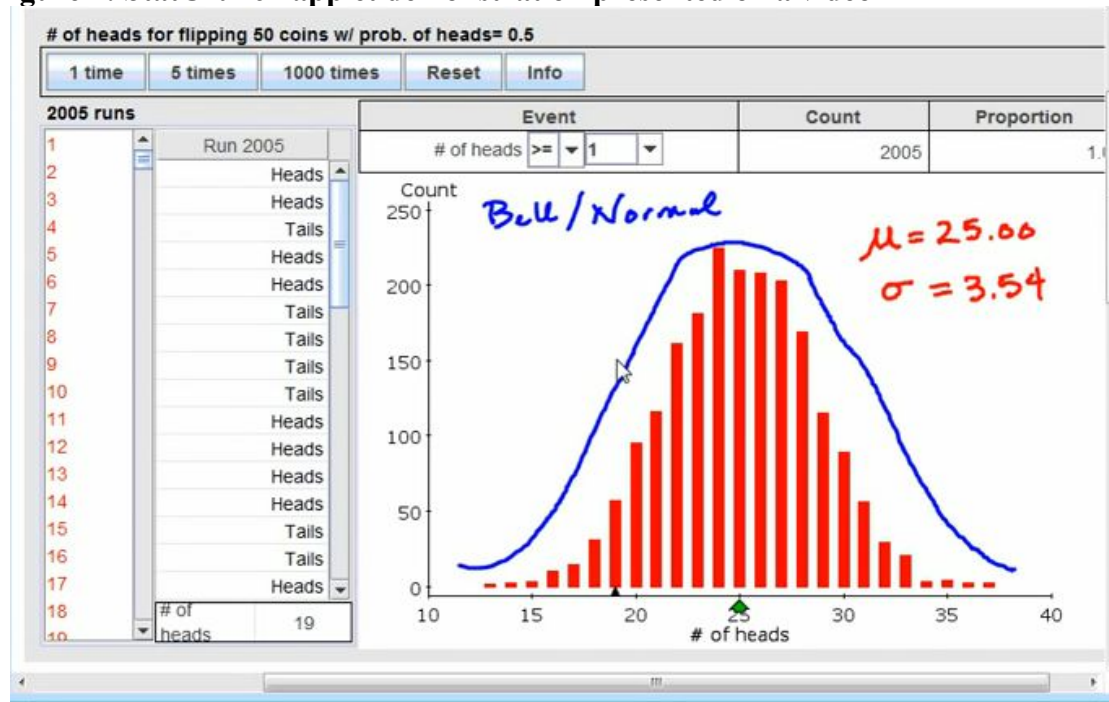 # of heads for flipping 50 coins w/ prob. of heads= 0.5
1 time 5 times 1000 times Reset Info
2005 runs
1
2
3
4
5
6
7
8
9
10
11
12
13
14
15
16
17
18
19
Run 2005
Heads
Heads
Tails
Heads
Heads
Tails
Tails
Tails
Tails
Heads
Heads
Heads
Heads
Tails
Tails
Heads
# of heads 19
Event Count Proportion
# of heads >= 1 2005
Count
Bell/Normal
μ = 25.00
σ = 3.54
250
200
150
100
50
0
10 15 20 25 30 35 40
# of heads